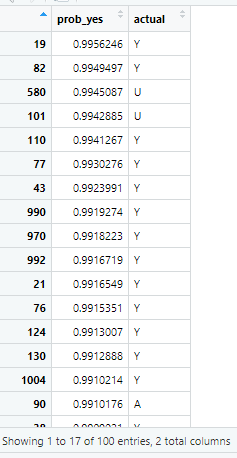 prob_yes actual
19 0.9956246 Y
82 0.9949497 Y
580 0.9945087 U
101 0.9942885 U
110 0.9941267 Y
77 0.9930276 Y
43 0.9923991 Y
990 0.9919274 Y
970 0.9918223 Y
992 0.9916719 Y
21 0.9916549 Y
76 0.9915351 Y
124 0.9913007 Y
130 0.9912888 Y
1004 0.9910214 Y
90 0.9910176 A
Showing 1 to 17 of 100 entries, 2 total columns